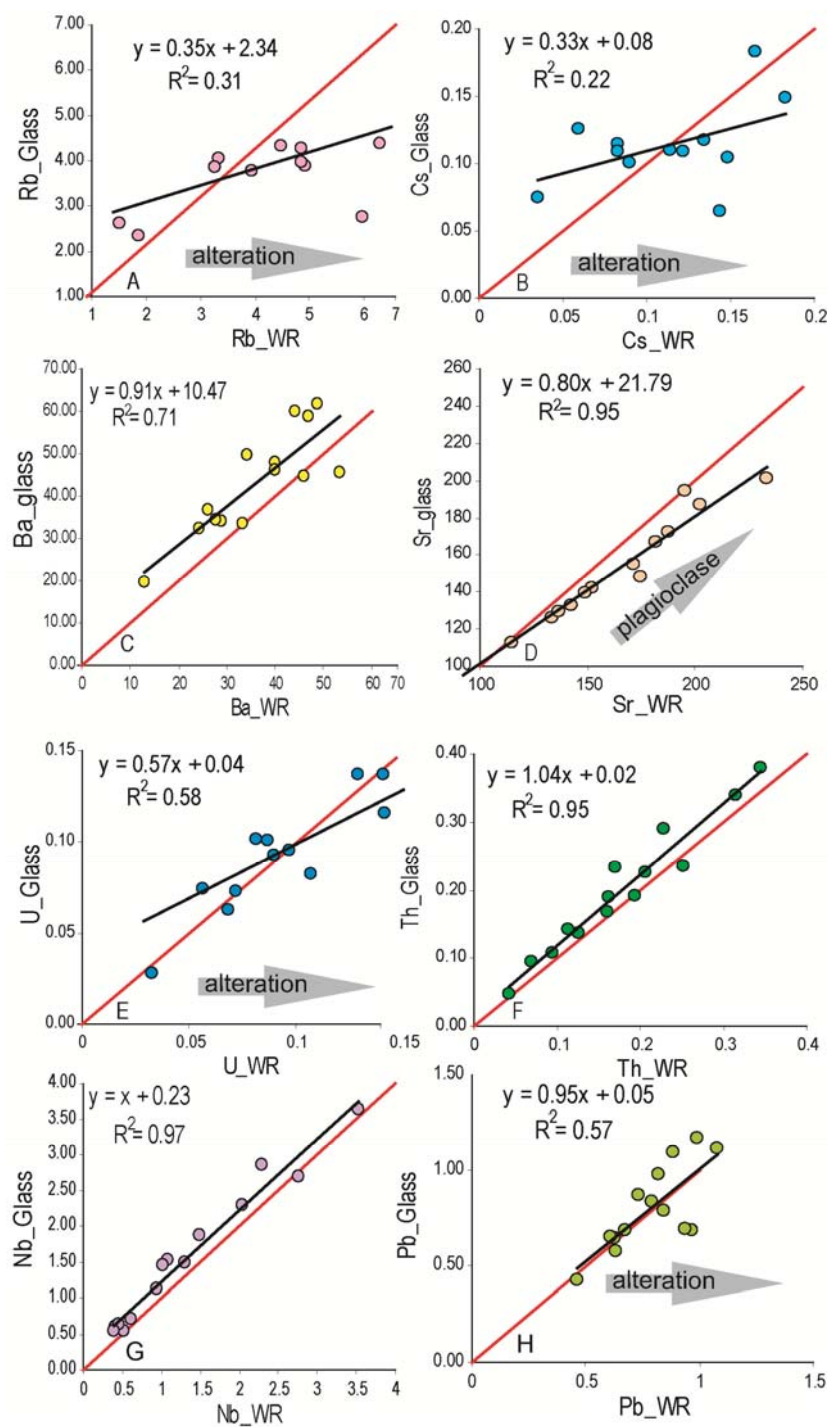 y = 0.35x + 2.34
R²= 0.31
Rb_Glass
7.00
6.00
5.00
4.00
3.00
2.00
1.00
alteration
A
1 2 3 4 5 6 7
Rb_WR
y = 0.33x + 0.08
R²= 0.22
Cs_Glass
0.20
0.15
0.10
0.05
0.00
alteration
B
0 0.05 0.1 0.15 0.2
Cs_WR
y = 0.91x + 10.47
R²= 0.71
Ba_glass
70.00
60.00
50.00
40.00
30.00
20.00
10.00
0.00
C
0 10 20 30 40 50 60 70
Ba_WR
y = 0.80x + 21.79
R²= 0.95
Sr_glass
260
240
220
200
180
160
140
120
100
plagioclase
D
100 150 200 250
Sr_WR
y = 0.57x + 0.04
R²= 0.58
U_Glass
0.15
0.10
0.05
0.00
alteration
E
0 0.05 0.1 0.15
U_WR
y = 1.04x + 0.02
R²= 0.95
Th_Glass
0.40
0.30
0.20
0.10
0.00
F
0 0.1 0.2 0.3 0.4
Th_WR
y = x + 0.23
R²= 0.97
Nb_Glass
4.00
3.50
3.00
2.50
2.00
1.50
1.00
0.50
0.00
G
0 0.5 1 1.5 2 2.5 3 3.5 4
Nb_WR
y = 0.95x + 0.05
R²= 0.57
Pb_Glass
1.50
1.00
0.50
0.00
alteration
H
0 0.5 1 1.5
Pb_WR